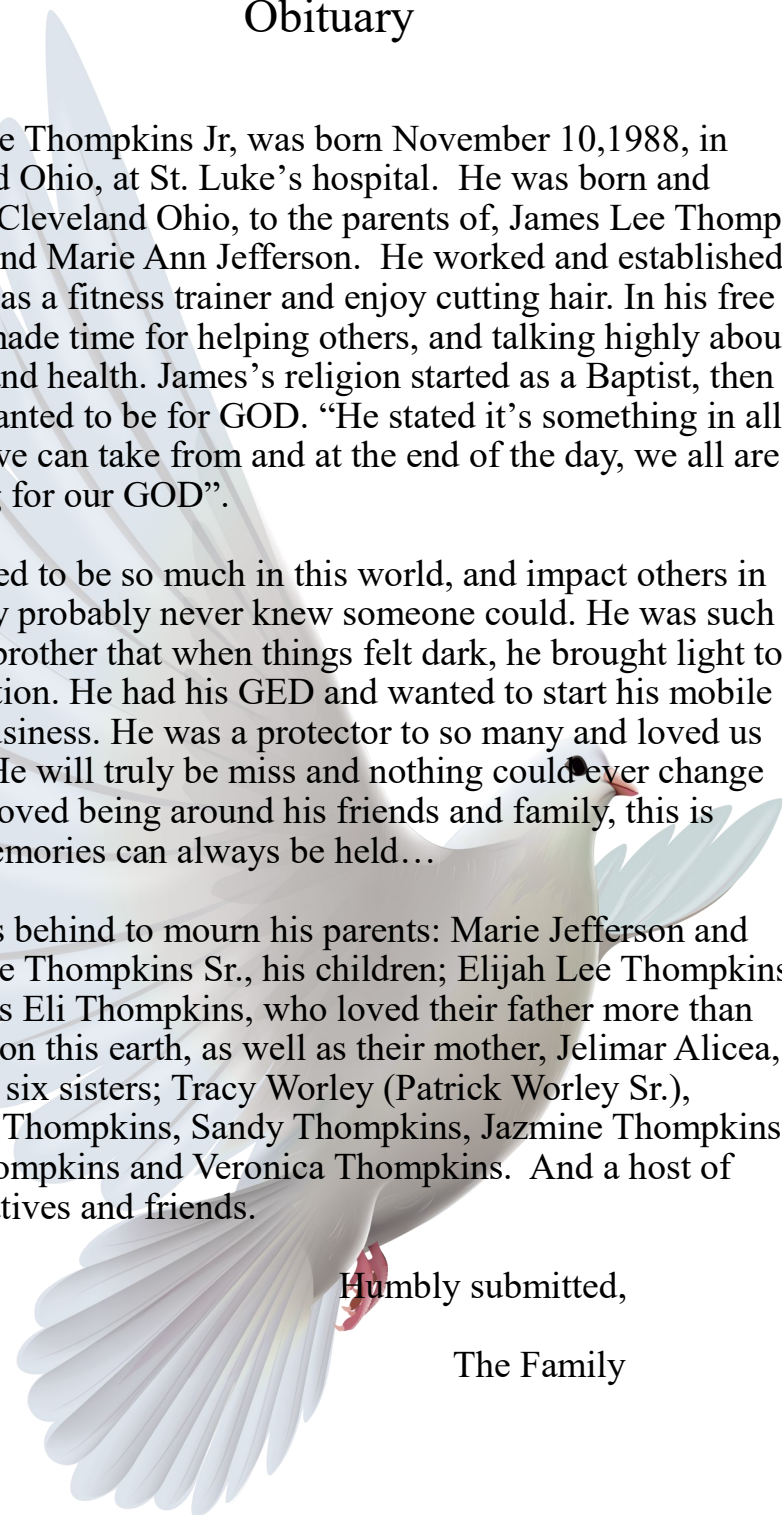 Obituary
e Thompkins Jr, was born November 10,1988, in
d Ohio, at St. Luke’s hospital.  He was born and
Cleveland Ohio, to the parents of, James Lee Thomp
nd Marie Ann Jefferson.  He worked and established
as a fitness trainer and enjoy cutting hair. In his free
nade time for helping others, and talking highly abou
nd health. James’s religion started as a Baptist, then
anted to be for GOD. “He stated it’s something in all
we can take from and at the end of the day, we all are
g for our GOD”.
ed to be so much in this world, and impact others in
y probably never knew someone could. He was such
brother that when things felt dark, he brought light to
tion. He had his GED and wanted to start his mobile
usiness. He was a protector to so many and loved us
He will truly be miss and nothing could ever change
oved being around his friends and family, this is
emories can always be held…
s behind to mourn his parents: Marie Jefferson and
e Thompkins Sr., his children; Elijah Lee Thompkins
s Eli Thompkins, who loved their father more than
on this earth, as well as their mother, Jelimar Alicea,
six sisters; Tracy Worley (Patrick Worley Sr.),
Thompkins, Sandy Thompkins, Jazmine Thompkins
ompkins and Veronica Thompkins.  And a host of
tives and friends.
Humbly submitted,
The Family